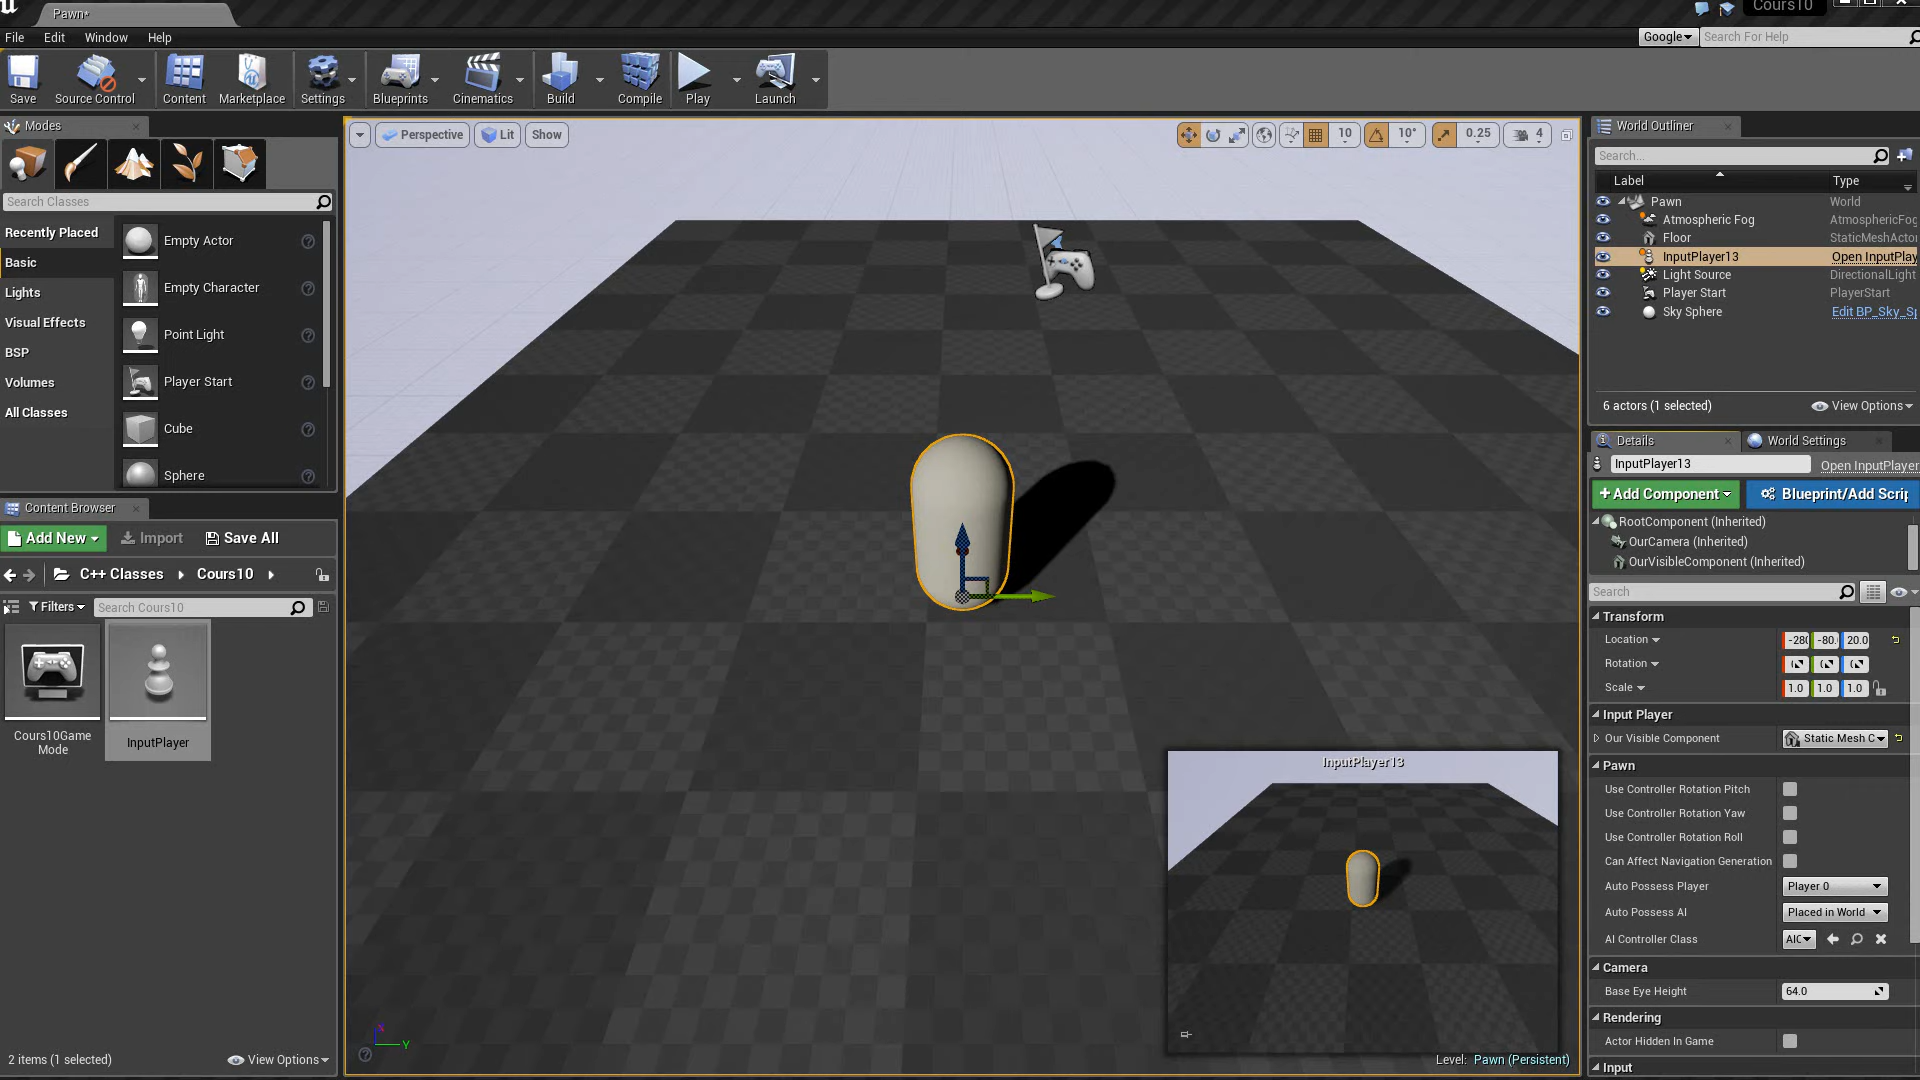 Pawn*
Cours10
File Edit Window Help
Google Search For Help
Save Source Control Content Marketplace Settings Blueprints Cinematics Build Compile Play Launch
Modes
Search Classes
Recently Placed
Basic
Lights
Visual Effects
BSP
Volumes
All Classes
Empty Actor
Empty Character
Point Light
Player Start
Cube
Sphere
Content Browser
Add New Import Save All
C++ Classes Cours10
Filters Search Cours10
Cours10Game
Mode
InputPlayer
2 items (1 selected) View Options
Perspective Lit Show
10 10° 0.25 4
InputPlayer13
Y
Level: Pawn (Persistent)
World Outliner
Search...
Label Type
Pawn World
Atmospheric Fog AtmosphericFog
Floor StaticMeshActo
InputPlayer13 Open InputPlay
Light Source DirectionalLight
Player Start PlayerStart
Sky Sphere Edit BP_Sky_Sp
6 actors (1 selected) View Options
Details World Settings
InputPlayer13 Open InputPlayer
+Add Component Blueprint/Add Scrip
RootComponent (Inherited)
OurCamera (Inherited)
OurVisibleComponent (Inherited)
Search
Transform
Location -280 -80. 20.0
Rotation
Scale 1.0 1.0 1.0
Input Player
Our Visible Component Static Mesh C
Pawn
Use Controller Rotation Pitch
Use Controller Rotation Yaw
Use Controller Rotation Roll
Can Affect Navigation Generation
Auto Possess Player Player 0
Auto Possess AI Placed in World
AI Controller Class AIC
Camera
Base Eye Height 64.0
Rendering
Actor Hidden In Game
Input